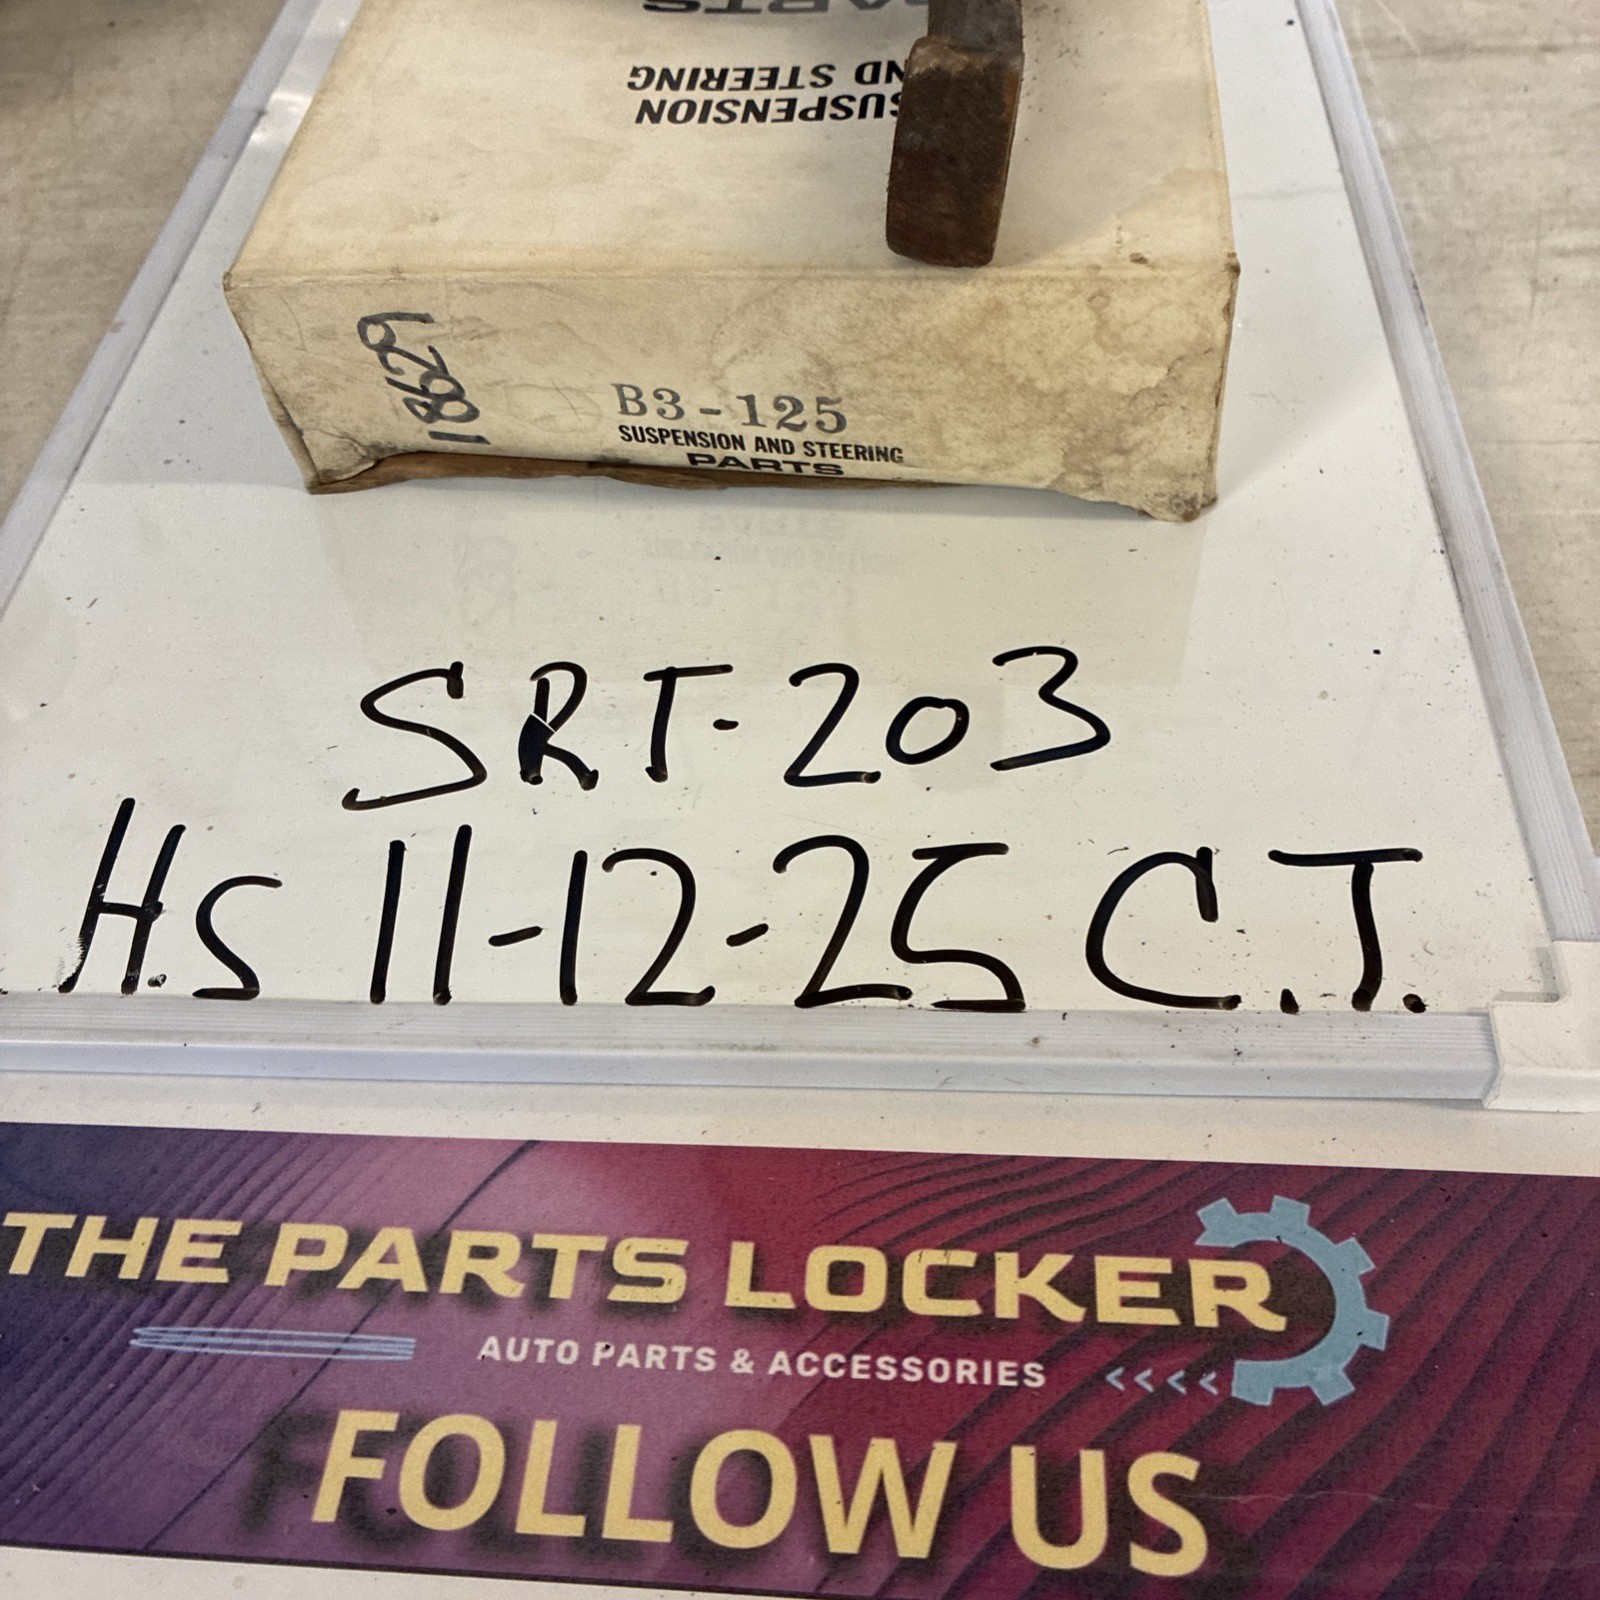 PARTS
ND STEERING
SUSPENSION
18629
B3-125
SUSPENSION AND STEERING
PARTS
SRT-203
H.S 11-12-25 C.T.
THE PARTS LOCKER
AUTO PARTS & ACCESSORIES <<<<
FOLLOW US